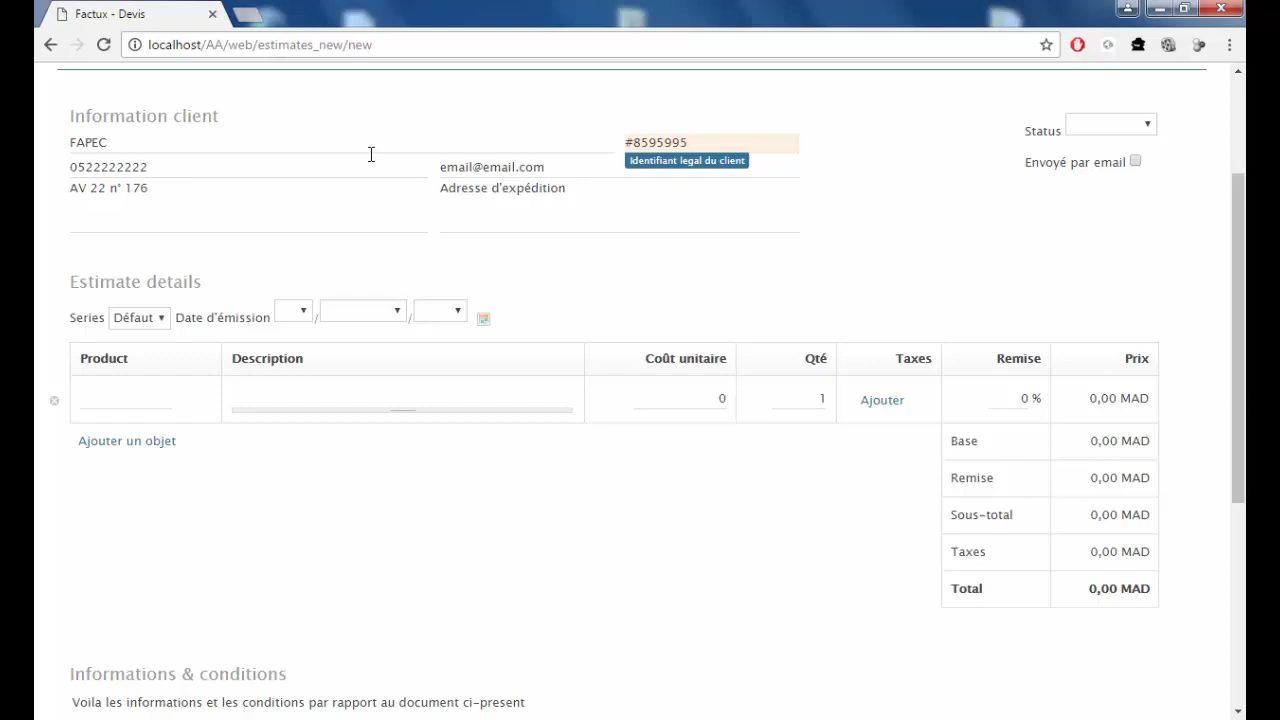 Factux - Devis
localhost/AA/web/estimates_new/new
Information client
FAPEC #8595995
Identifiant legal du client
0522222222 email@email.com
AV 22 n° 176 Adresse d'expédition
Status
Envoyé par email
Estimate details
Series Défaut Date d'émission / /
Product Description Coût unitaire Qté Taxes Remise Prix
0 1 Ajouter 0 % 0,00 MAD
Ajouter un objet
Base 0,00 MAD
Remise 0,00 MAD
Sous-total 0,00 MAD
Taxes 0,00 MAD
Total 0,00 MAD
Informations & conditions
Voila les informations et les conditions par rapport au document ci-present